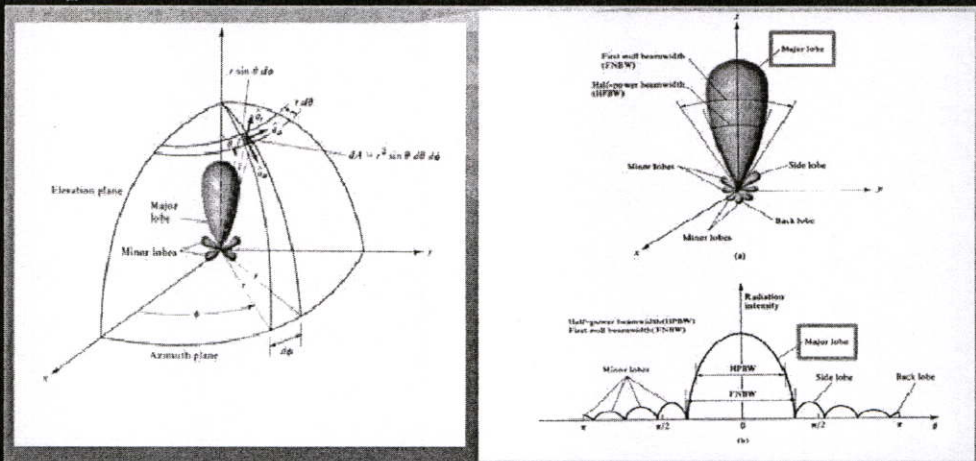 r sin θ dϕ
r dθ
dA = r² sin θ dθ dϕ
Elevation plane
Major
lobe
Minor lobes
r
ϕ
x
Azimuth plane
dϕ
z
Major lobe
First null beamwidth
(FNBW)
Half-power beamwidth
(HPBW)
Minor lobes
Side lobe
y
Back lobe
Minor lobes
x
(a)
Radiation
intensity
Half-power beamwidth(HPBW)
First null beamwidth(FNBW)
Major lobe
Minor lobes
HPBW
Side lobe
Back lobe
FNBW
π π/2 0 π/2 π θ
(b)